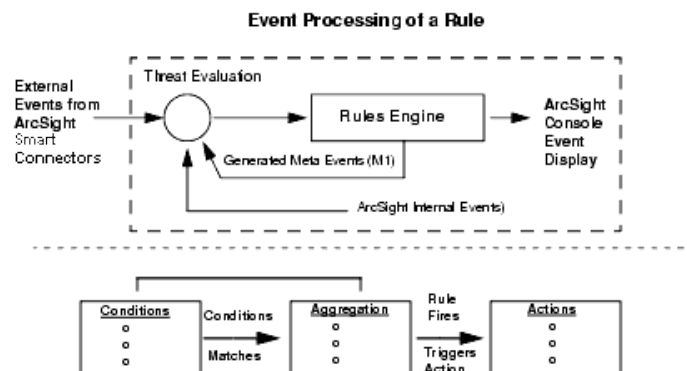 Event Processing of a Rule
Threat Evaluation
External
Events from
ArcSight
Smart
Connectors
Rules Engine
ArcSight
Console
Event
Display
Generated Meta Events (M1)
ArcSight Internal Events)
Conditions
Conditions
Matches
Aggregation
Rule
Fires
Triggers
Action
Actions